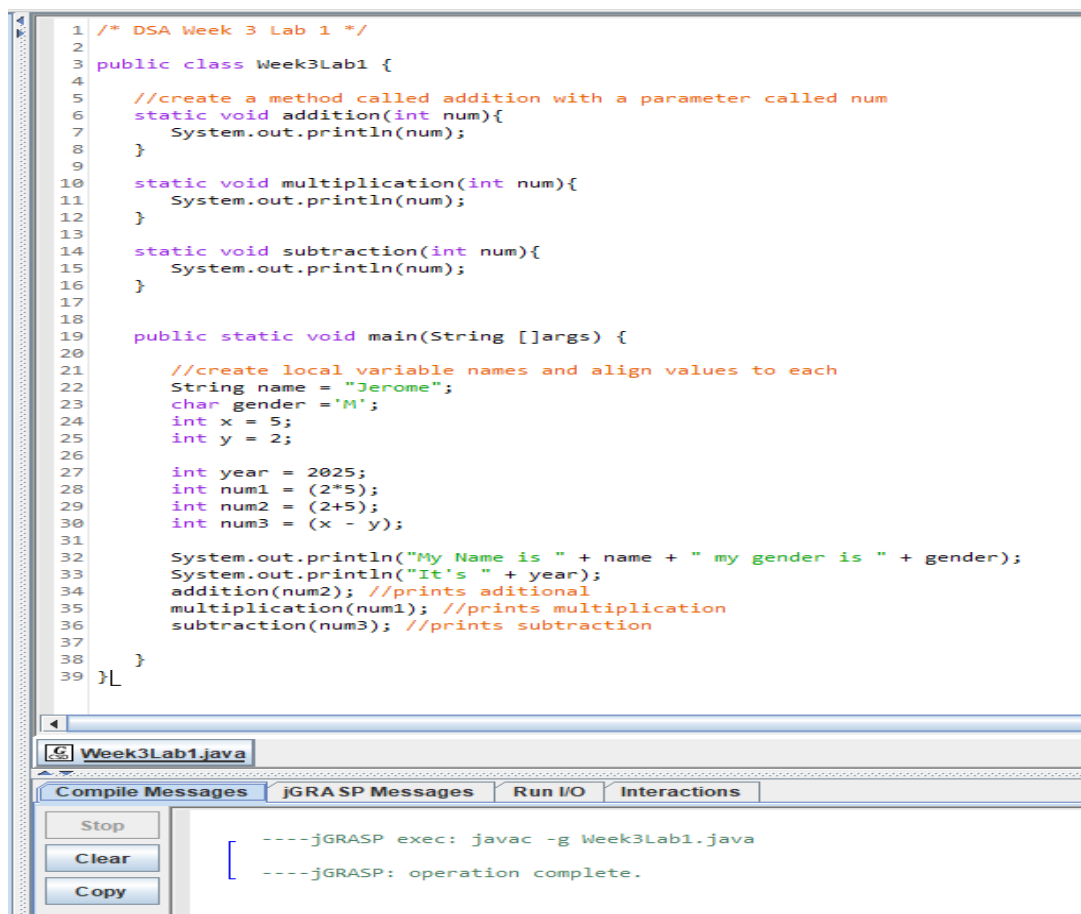 1 /* DSA Week 3 Lab 1 */
2
3 public class Week3Lab1 {
4
5 //create a method called addition with a parameter called num
6 static void addition(int num){
7 System.out.println(num);
8 }
9
10 static void multiplication(int num){
11 System.out.println(num);
12 }
13
14 static void subtraction(int num){
15 System.out.println(num);
16 }
17
18
19 public static void main(String []args) {
20
21 //create local variable names and align values to each
22 String name = "Jerome";
23 char gender ='M';
24 int x = 5;
25 int y = 2;
26
27 int year = 2025;
28 int num1 = (2*5);
29 int num2 = (2+5);
30 int num3 = (x - y);
31
32 System.out.println("My Name is " + name + " my gender is " + gender);
33 System.out.println("It's " + year);
34 addition(num2); //prints aditional
35 multiplication(num1); //prints multiplication
36 subtraction(num3); //prints subtraction
37
38 }
39 }
Week3Lab1.java
Compile Messages jGRASP Messages Run I/O Interactions
Stop
Clear
Copy
----jGRASP exec: javac -g Week3Lab1.java
----jGRASP: operation complete.